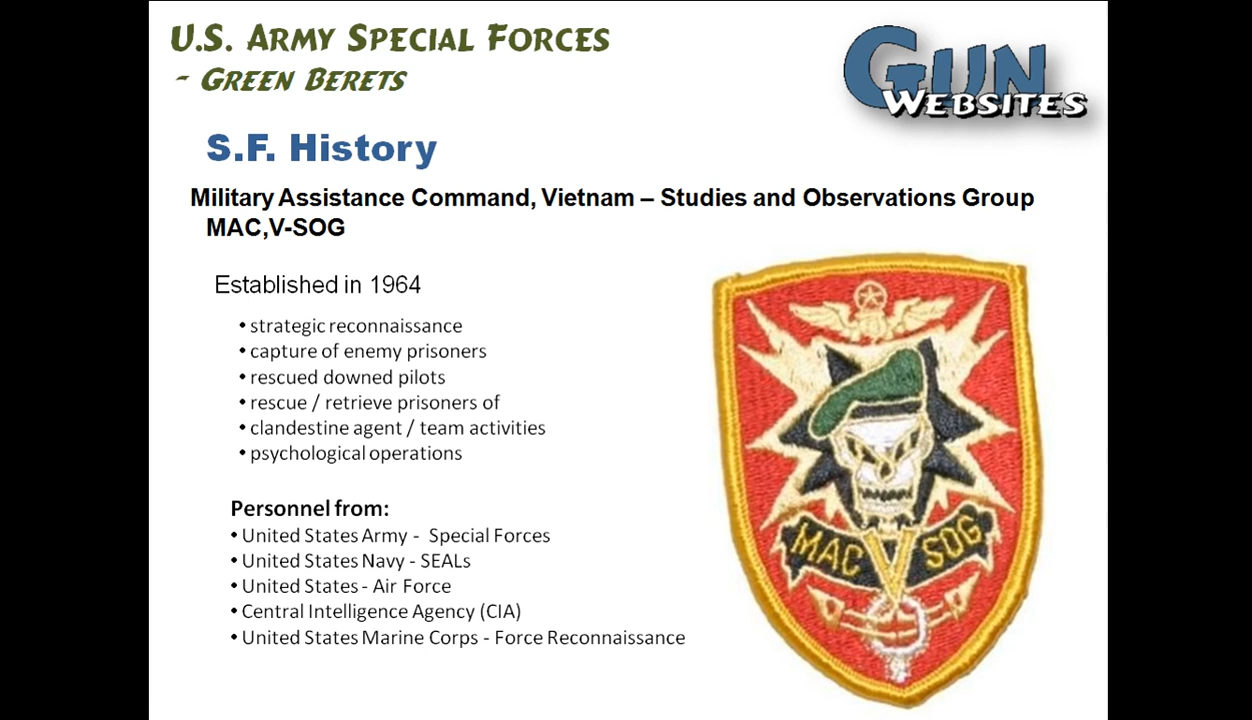 U.S. ARMY SPECIAL FORCES
- GREEN BERETS
GUN
WEBSITES
S.F. History
Military Assistance Command, Vietnam – Studies and Observations Group
MAC,V-SOG
Established in 1964
• strategic reconnaissance
• capture of enemy prisoners
• rescued downed pilots
• rescue / retrieve prisoners of
• clandestine agent / team activities
• psychological operations
Personnel from:
• United States Army - Special Forces
• United States Navy - SEALs
• United States - Air Force
• Central Intelligence Agency (CIA)
• United States Marine Corps - Force Reconnaissance
MAC V SOG